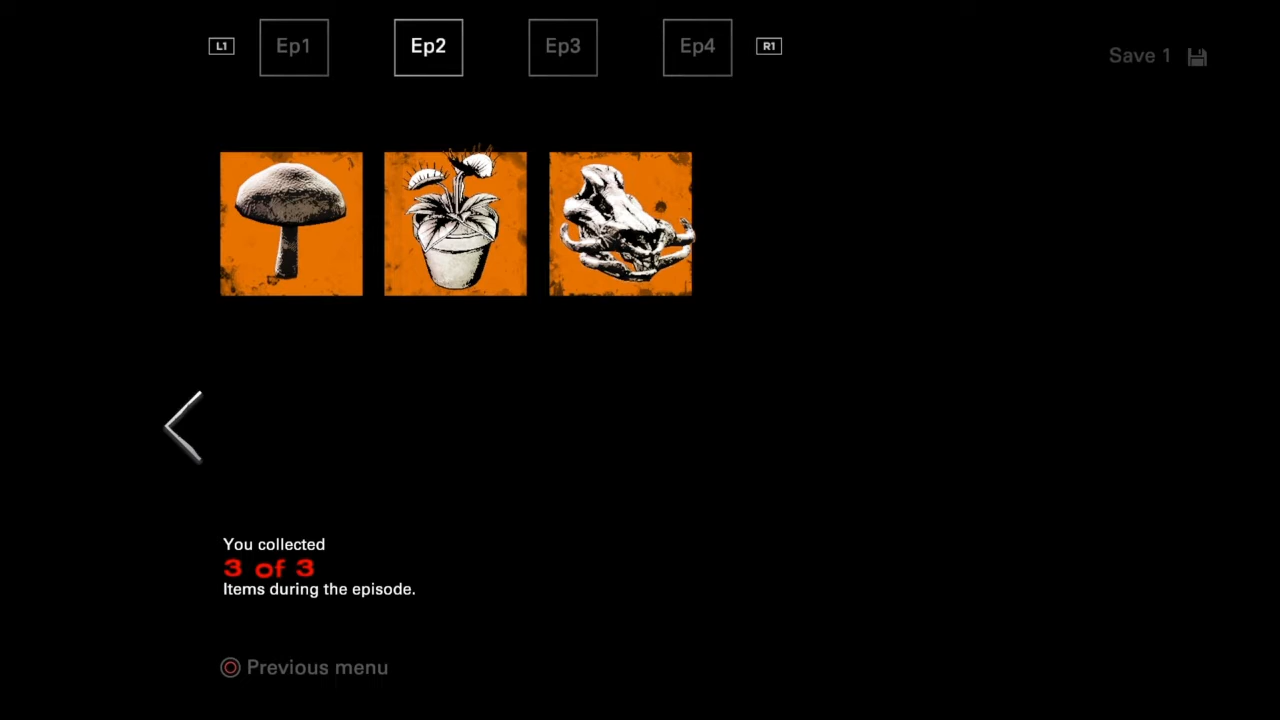 L1 Ep1 Ep2 Ep3 Ep4 R1
Save 1
You collected
3 of 3
Items during the episode.
Previous menu